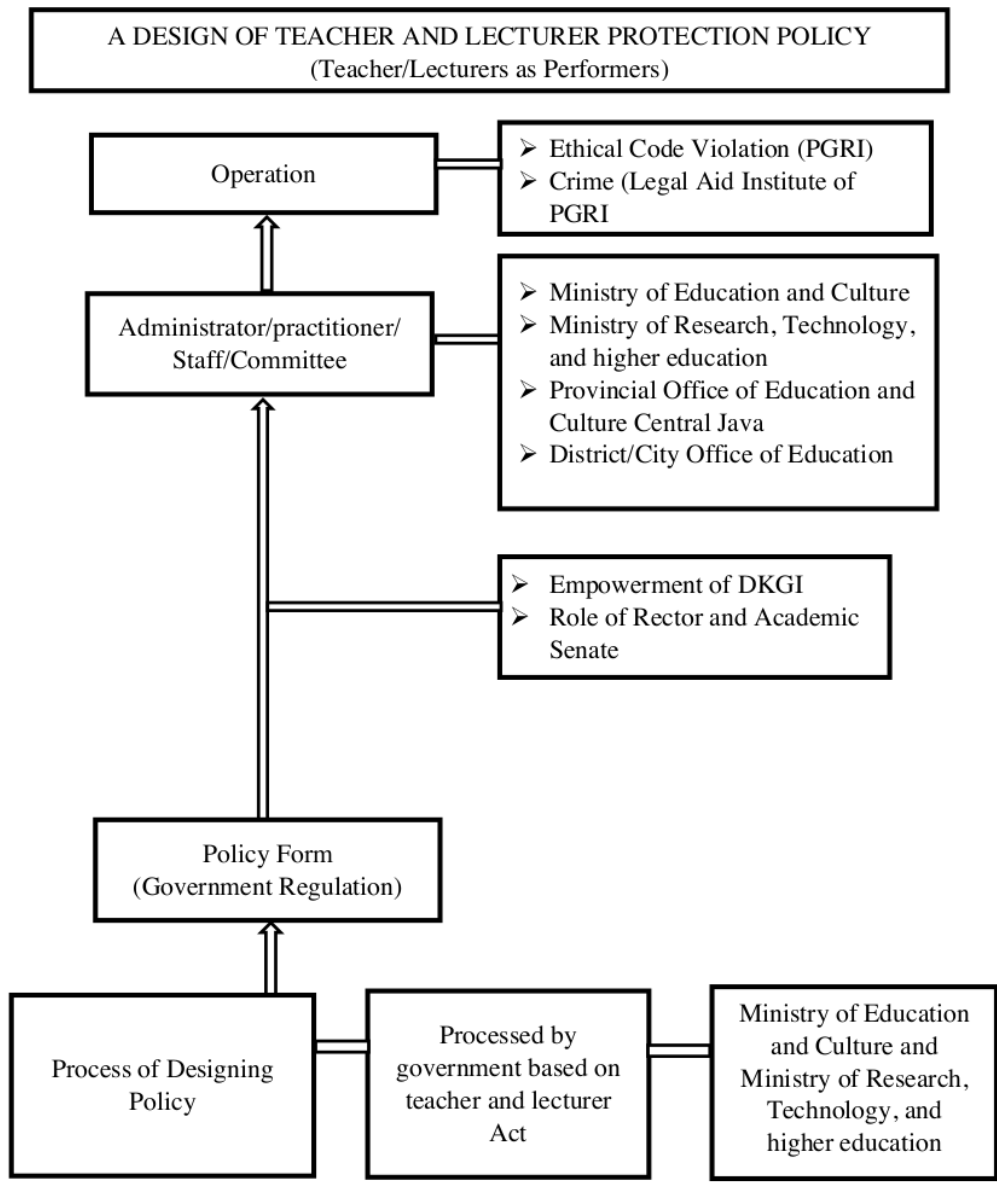 A DESIGN OF TEACHER AND LECTURER PROTECTION POLICY
(Teacher/Lecturers as Performers)
Operation
➢ Ethical Code Violation (PGRI)
➢ Crime (Legal Aid Institute of
PGRI
Administrator/practitioner/
Staff/Committee
➢ Ministry of Education and Culture
➢ Ministry of Research, Technology,
and higher education
➢ Provincial Office of Education and
Culture Central Java
➢ District/City Office of Education
➢ Empowerment of DKGI
➢ Role of Rector and Academic
Senate
Policy Form
(Government Regulation)
Process of Designing
Policy
Processed by
government based on
teacher and lecturer
Act
Ministry of Education
and Culture and
Ministry of Research,
Technology, and
higher education